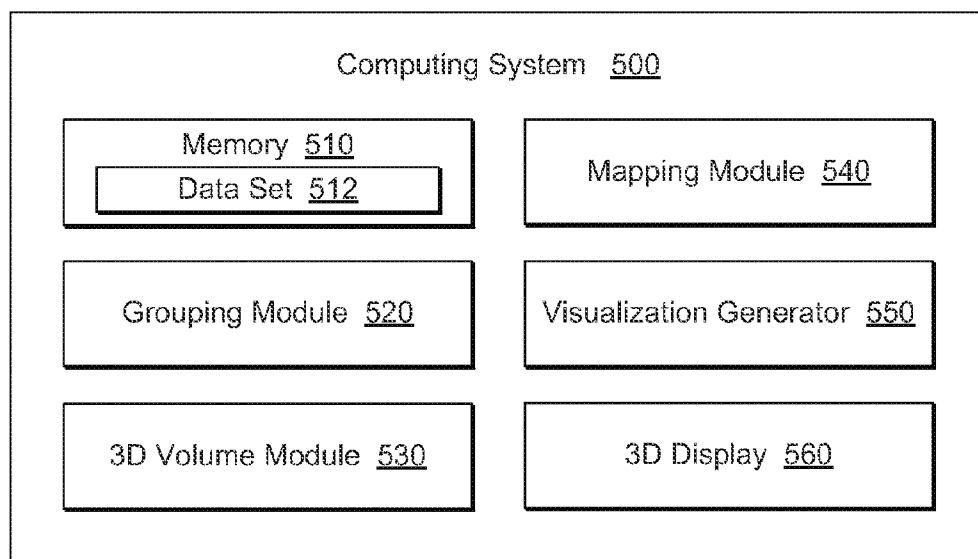 Computing System 500
Memory 510
Data Set 512
Mapping Module 540
Grouping Module 520
Visualization Generator 550
3D Volume Module 530
3D Display 560